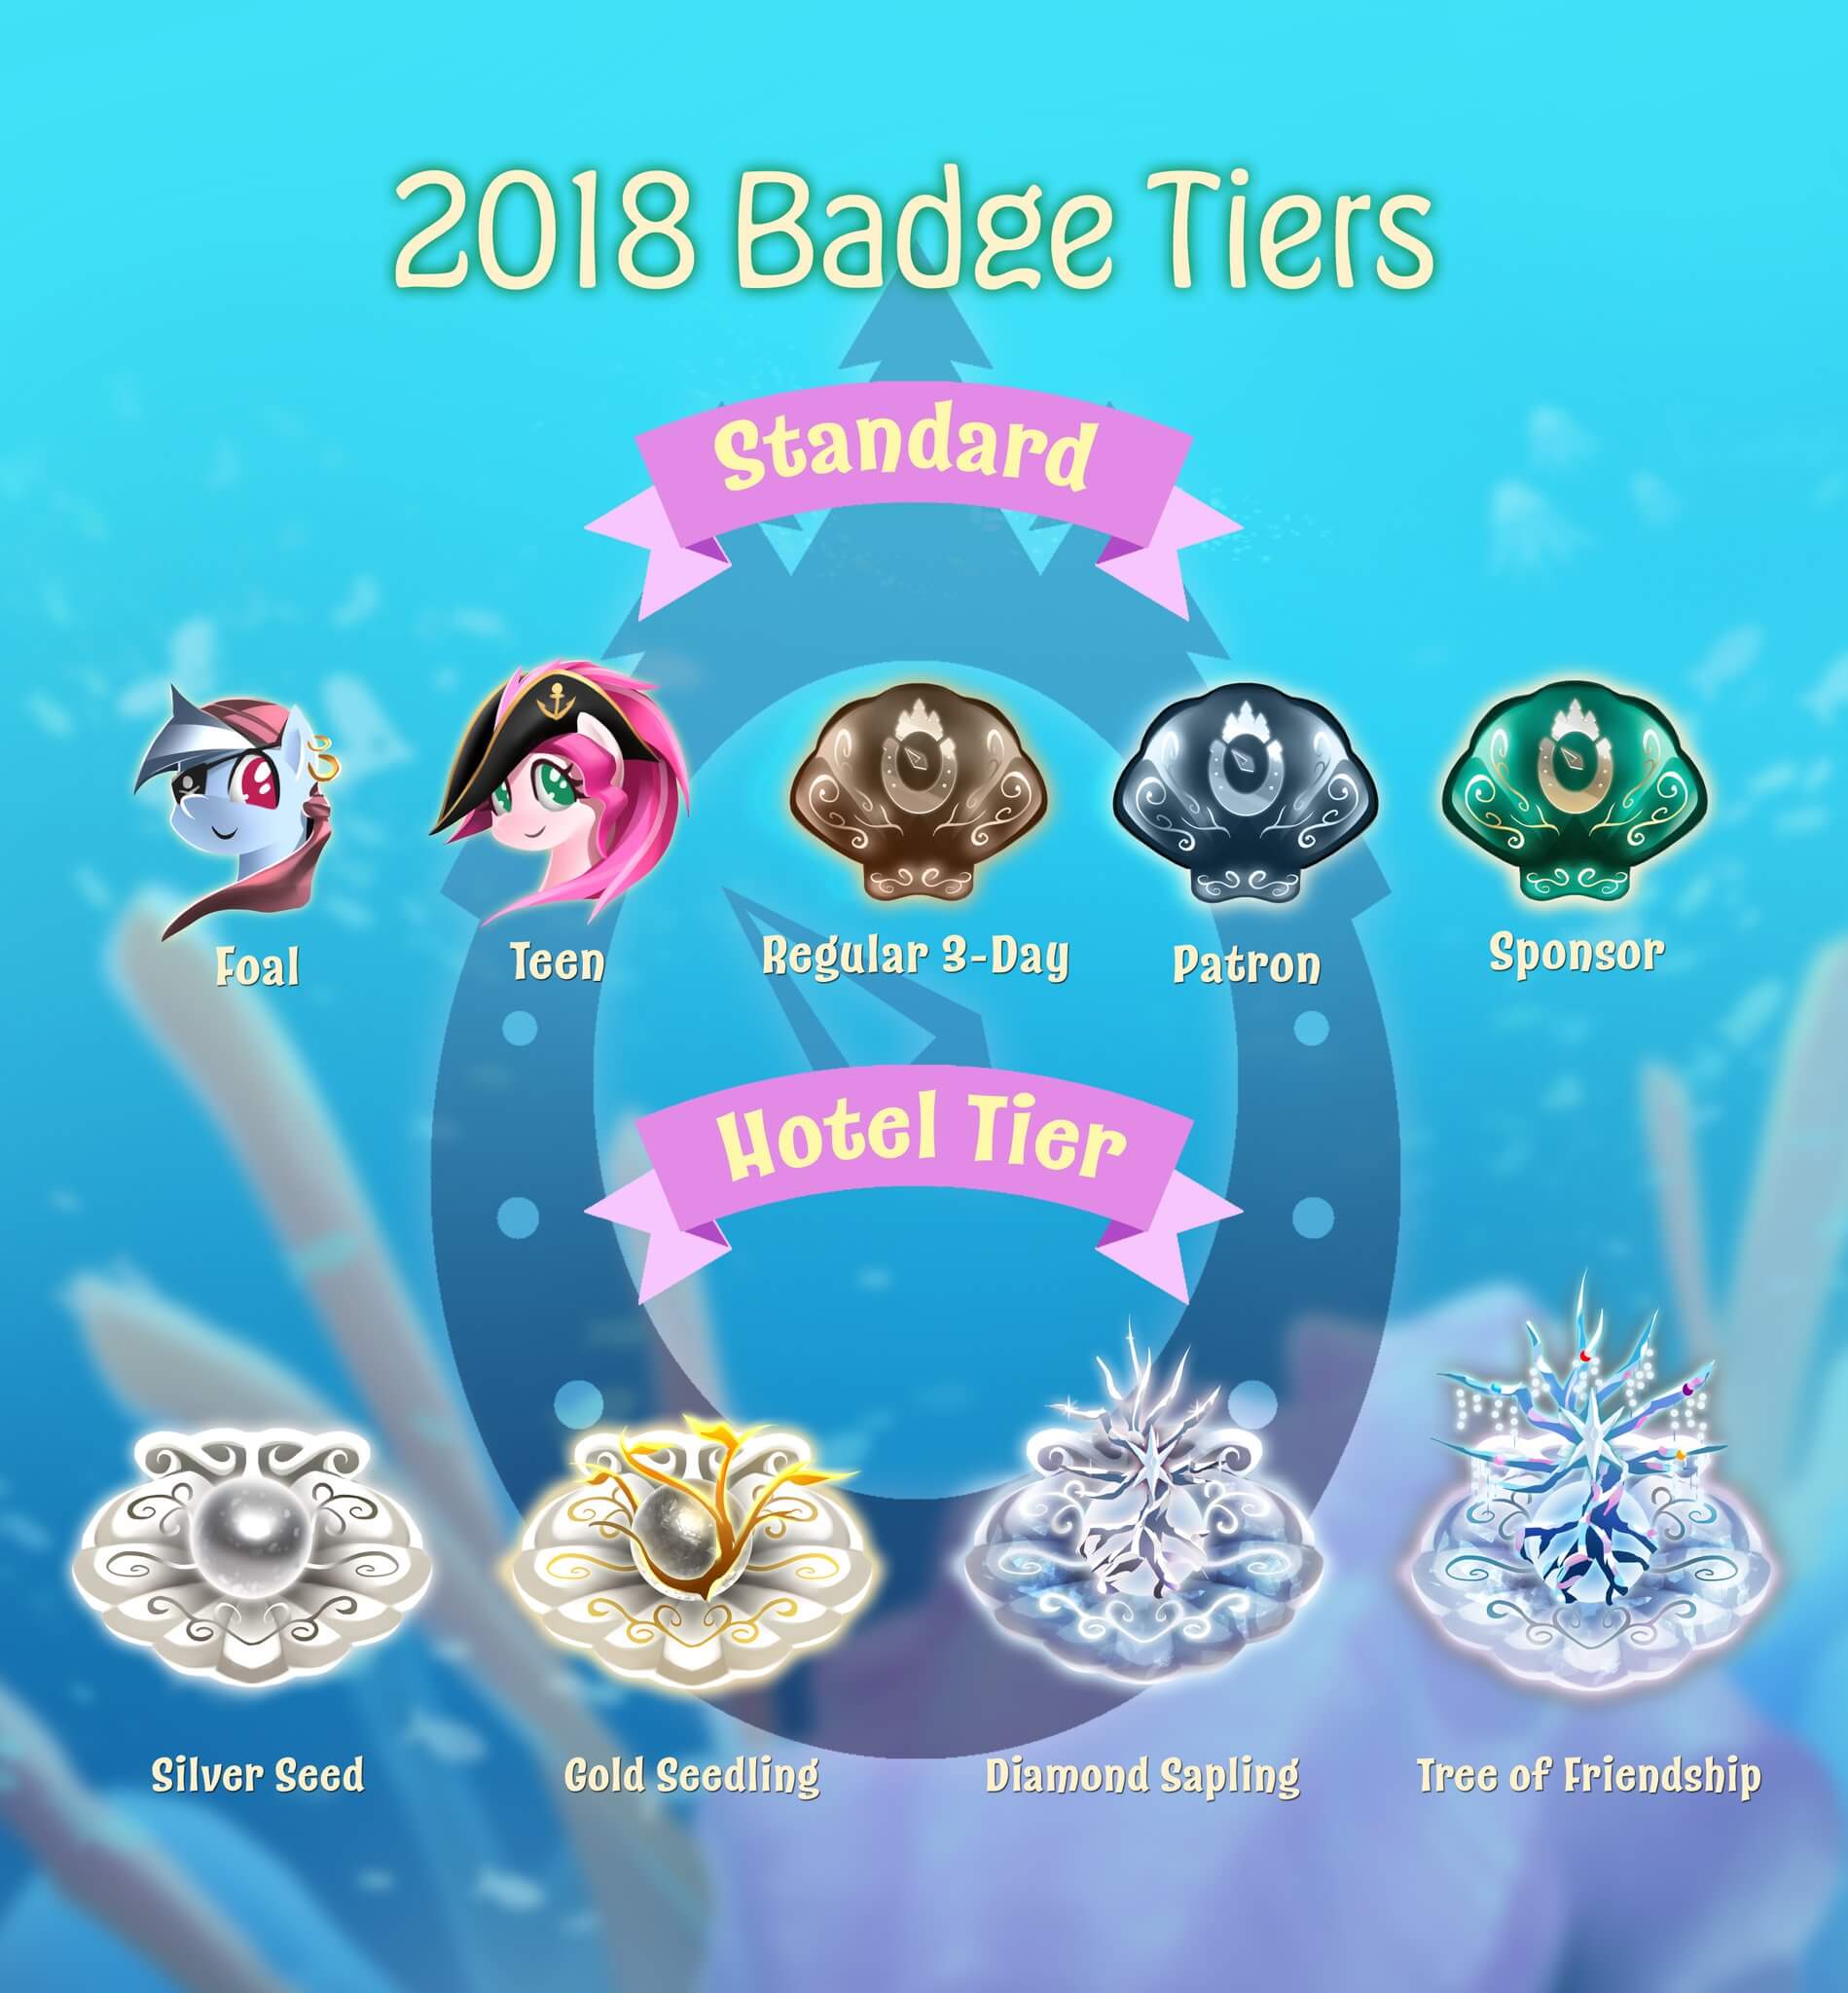 2018 Badge Tiers
Standard
Foal
Teen
Regular 3-Day
Patron
Sponsor
Hotel Tier
Silver Seed
Gold Seedling
Diamond Sapling
Tree of Friendship